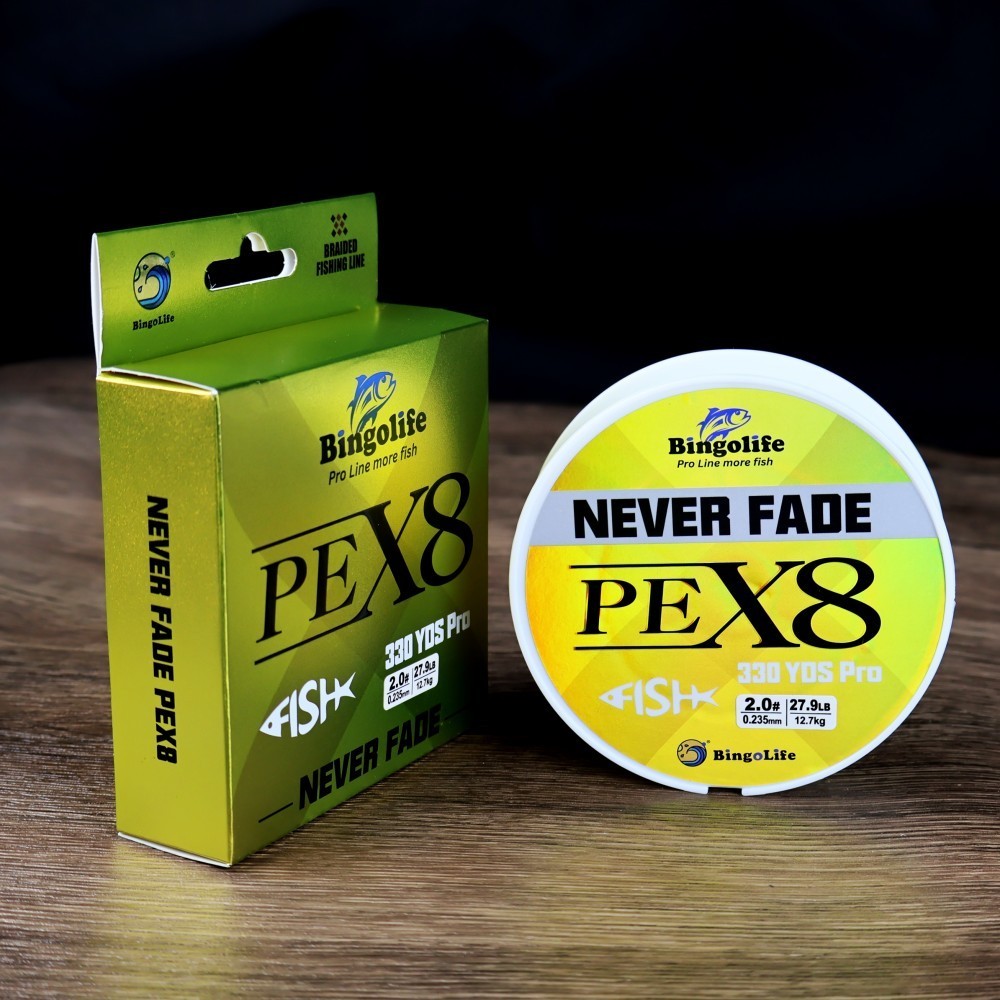 BingoLife
BRAIDED
FISHING LINE
Bingolife
Pro Line more fish
PEX8
330 YDS Pro
FISH
2.0# 27.9LB
0.235mm 12.7kg
NEVER FADE
NEVER FADE PEX8
Bingolife
Pro Line more fish
NEVER FADE
PEX8
330 YDS Pro
FISH
2.0# 27.9LB
0.235mm 12.7kg
BingoLife